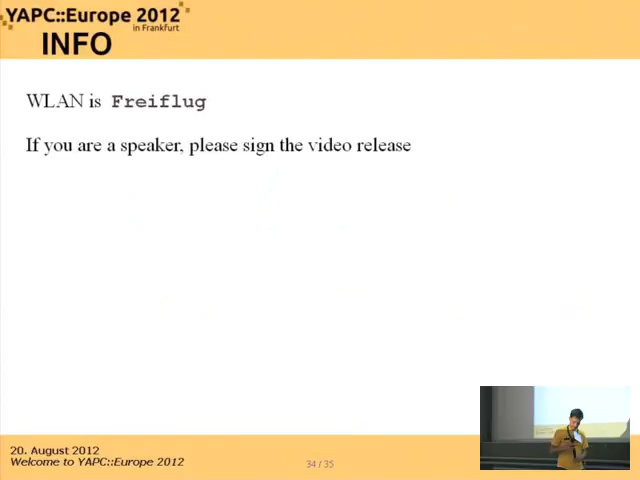 YAPC::Europe 2012
in Frankfurt
INFO
WLAN is Freiflug
If you are a speaker, please sign the video release
20. August 2012
Welcome to YAPC::Europe 2012
34 / 35